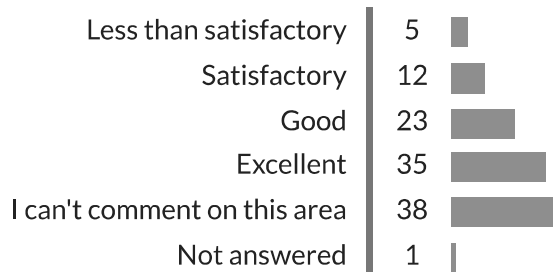 Less than satisfactory 5
Satisfactory 12
Good 23
Excellent 35
I can't comment on this area 38
Not answered 1